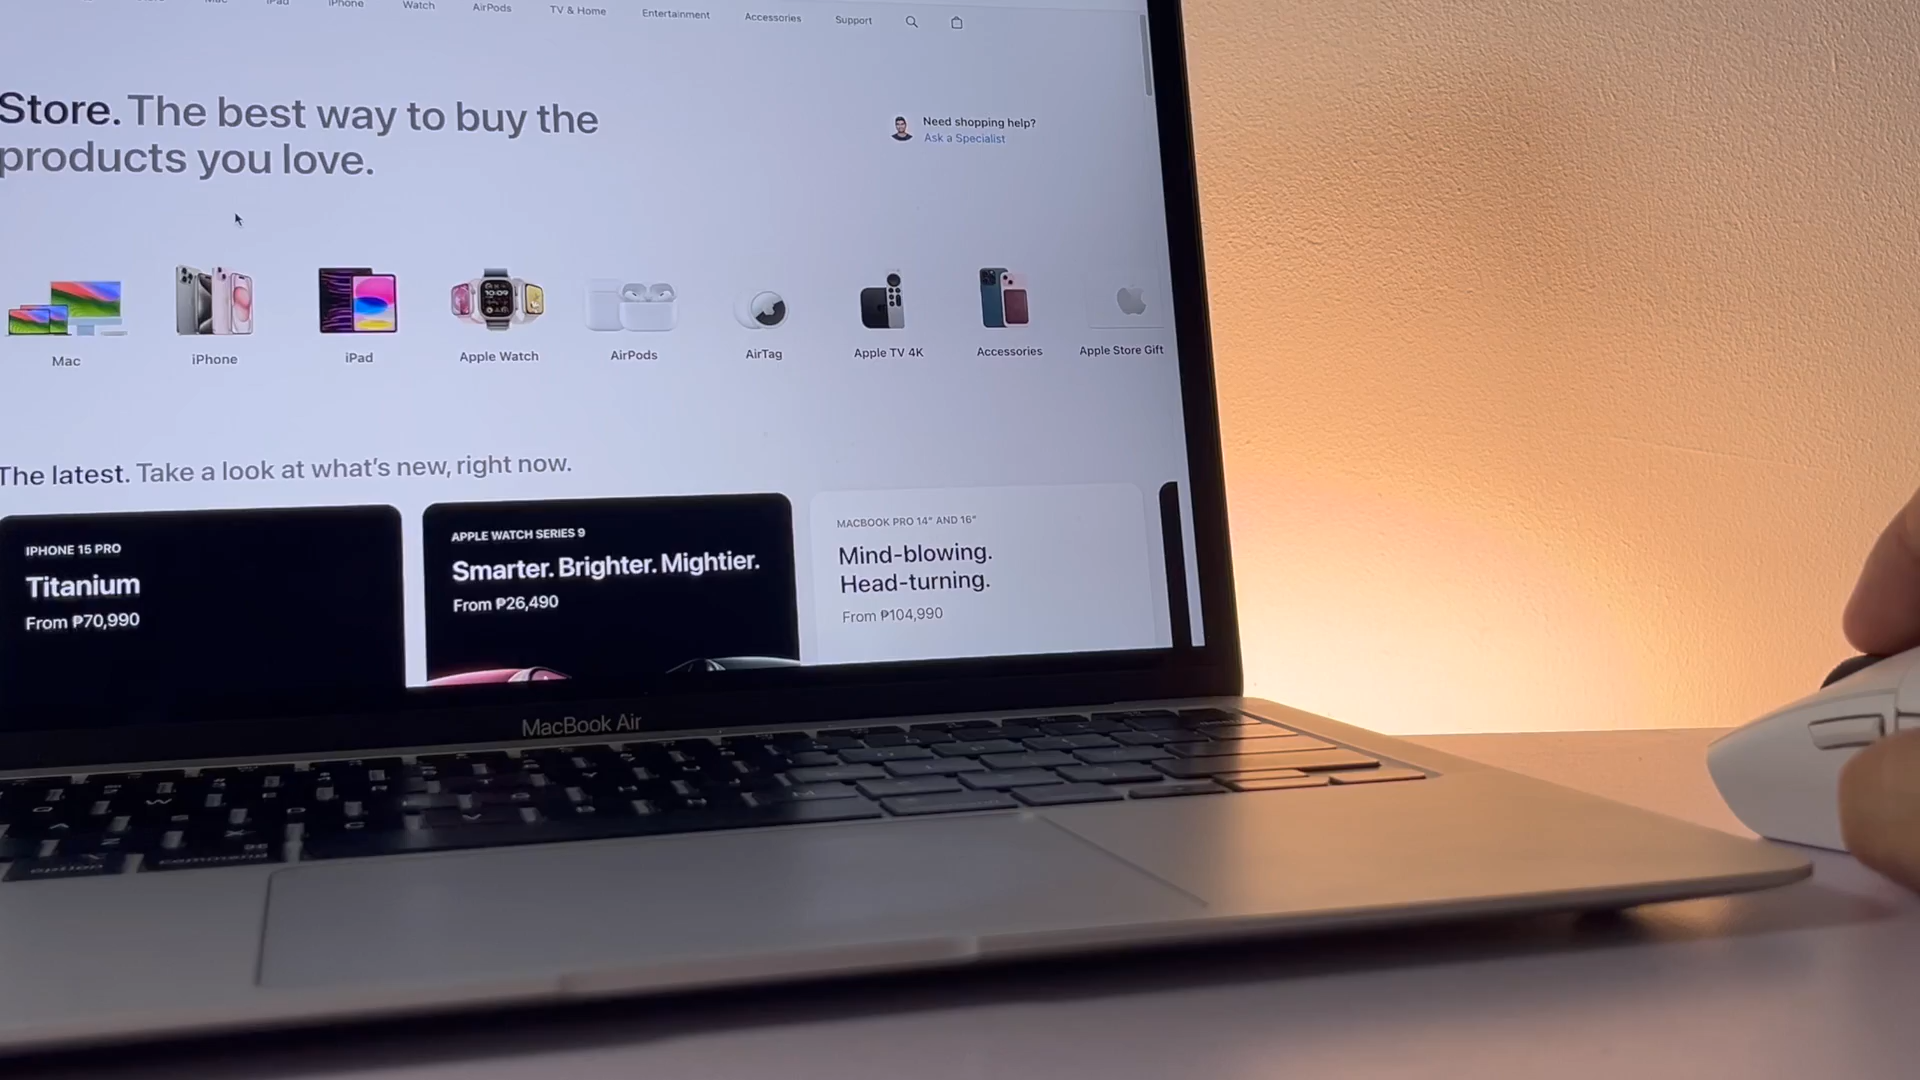 iPad
iPhone
Watch
AirPods
TV & Home
Entertainment
Accessories
Support
Store. The best way to buy the
products you love.
Need shopping help?
Ask a Specialist
Mac
iPhone
iPad
Apple Watch
AirPods
AirTag
Apple TV 4K
Accessories
Apple Store Gift
The latest. Take a look at what's new, right now.
IPHONE 15 PRO
Titanium
From ₱70,990
APPLE WATCH SERIES 9
Smarter. Brighter. Mightier.
From ₱26,490
MACBOOK PRO 14" AND 16"
Mind-blowing.
Head-turning.
From ₱104,990
MacBook Air
option
command